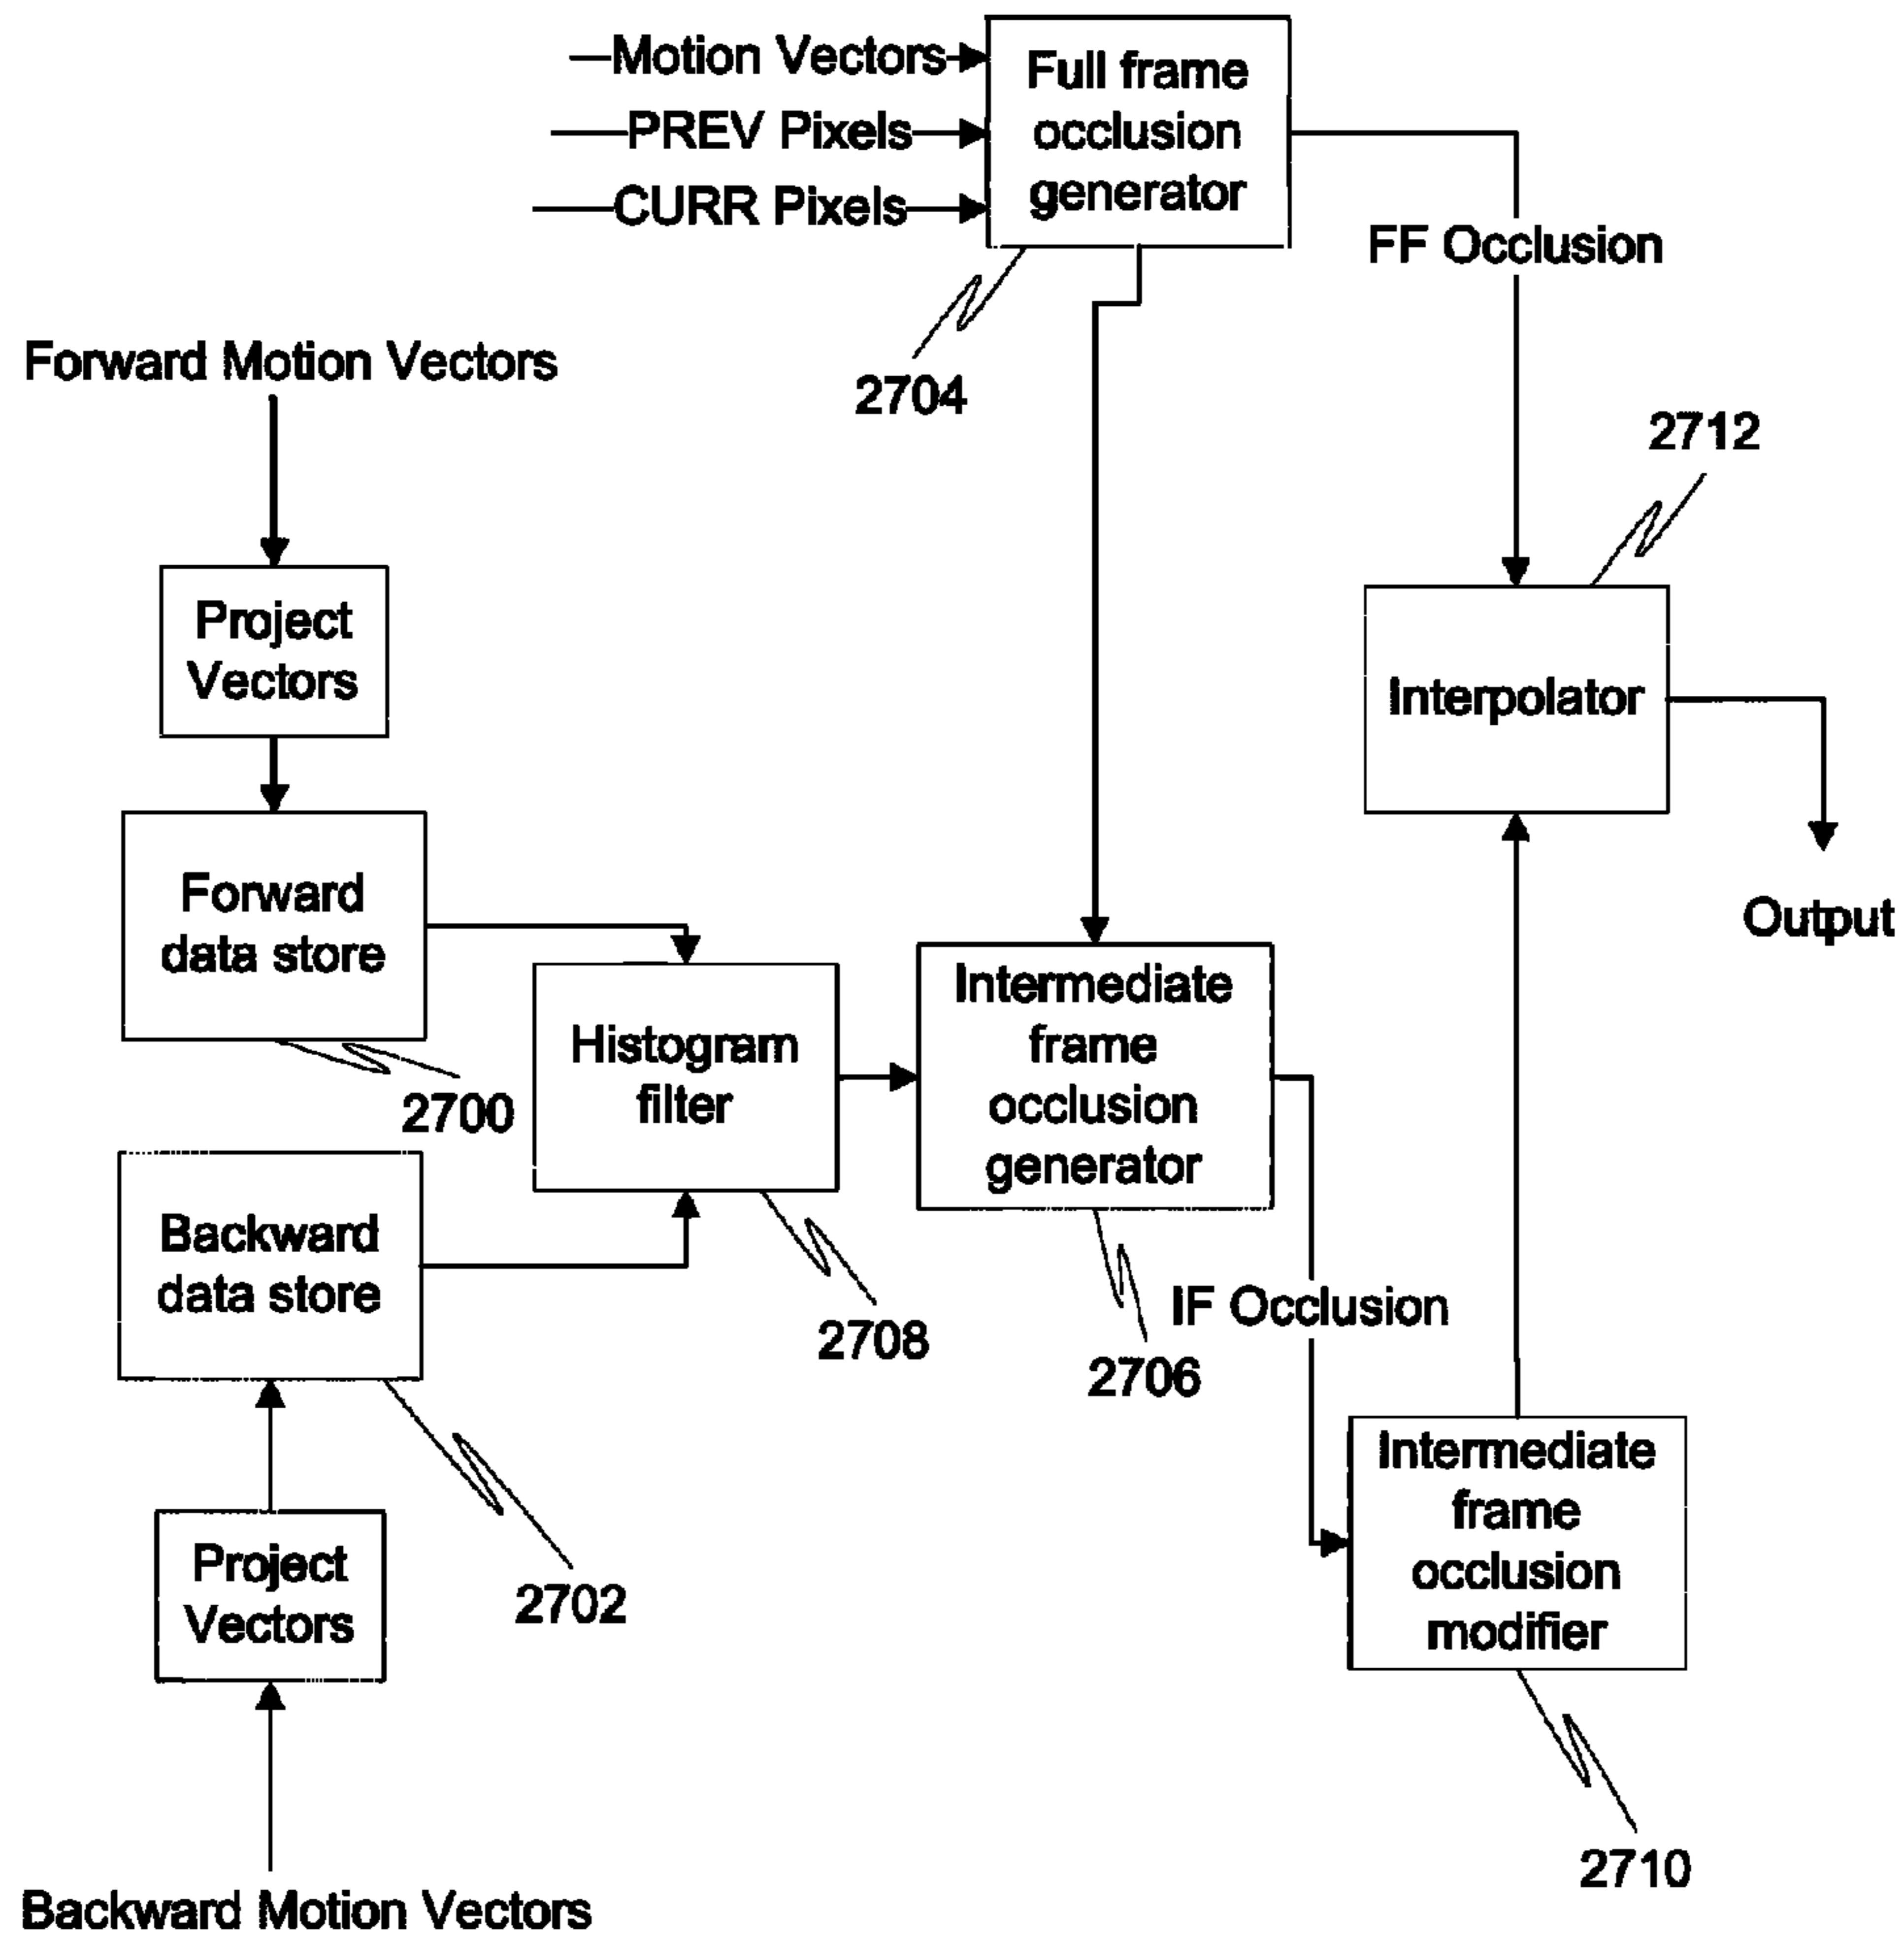 Motion Vectors
PREV Pixels
CURR Pixels
Full frame
occlusion
generator
FF Occlusion
2704
Forward Motion Vectors
2712
Project
Vectors
Interpolator
Forward
data store
Output
2700
Histogram
filter
Intermediate
frame
occlusion
generator
Backward
data store
2708
2706
IF Occlusion
2702
Project
Vectors
Intermediate
frame
occlusion
modifier
2710
Backward Motion Vectors